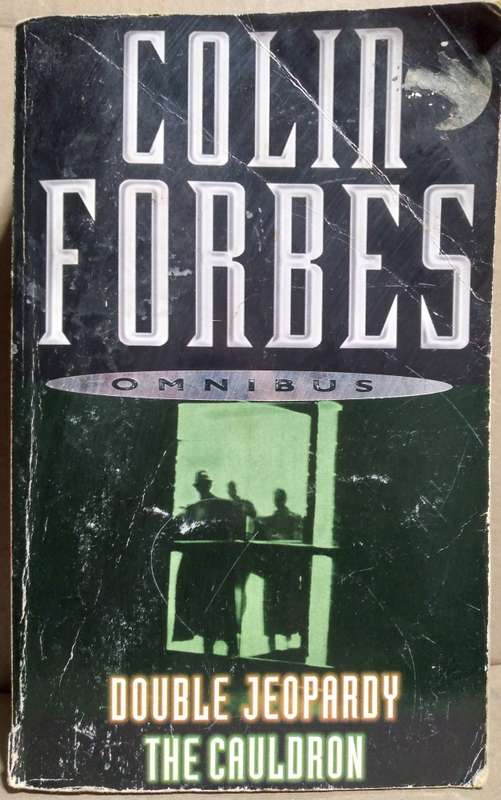 COLIN
FORBES
OMNIBUS
DOUBLE JEOPARDY
THE CAULDRON